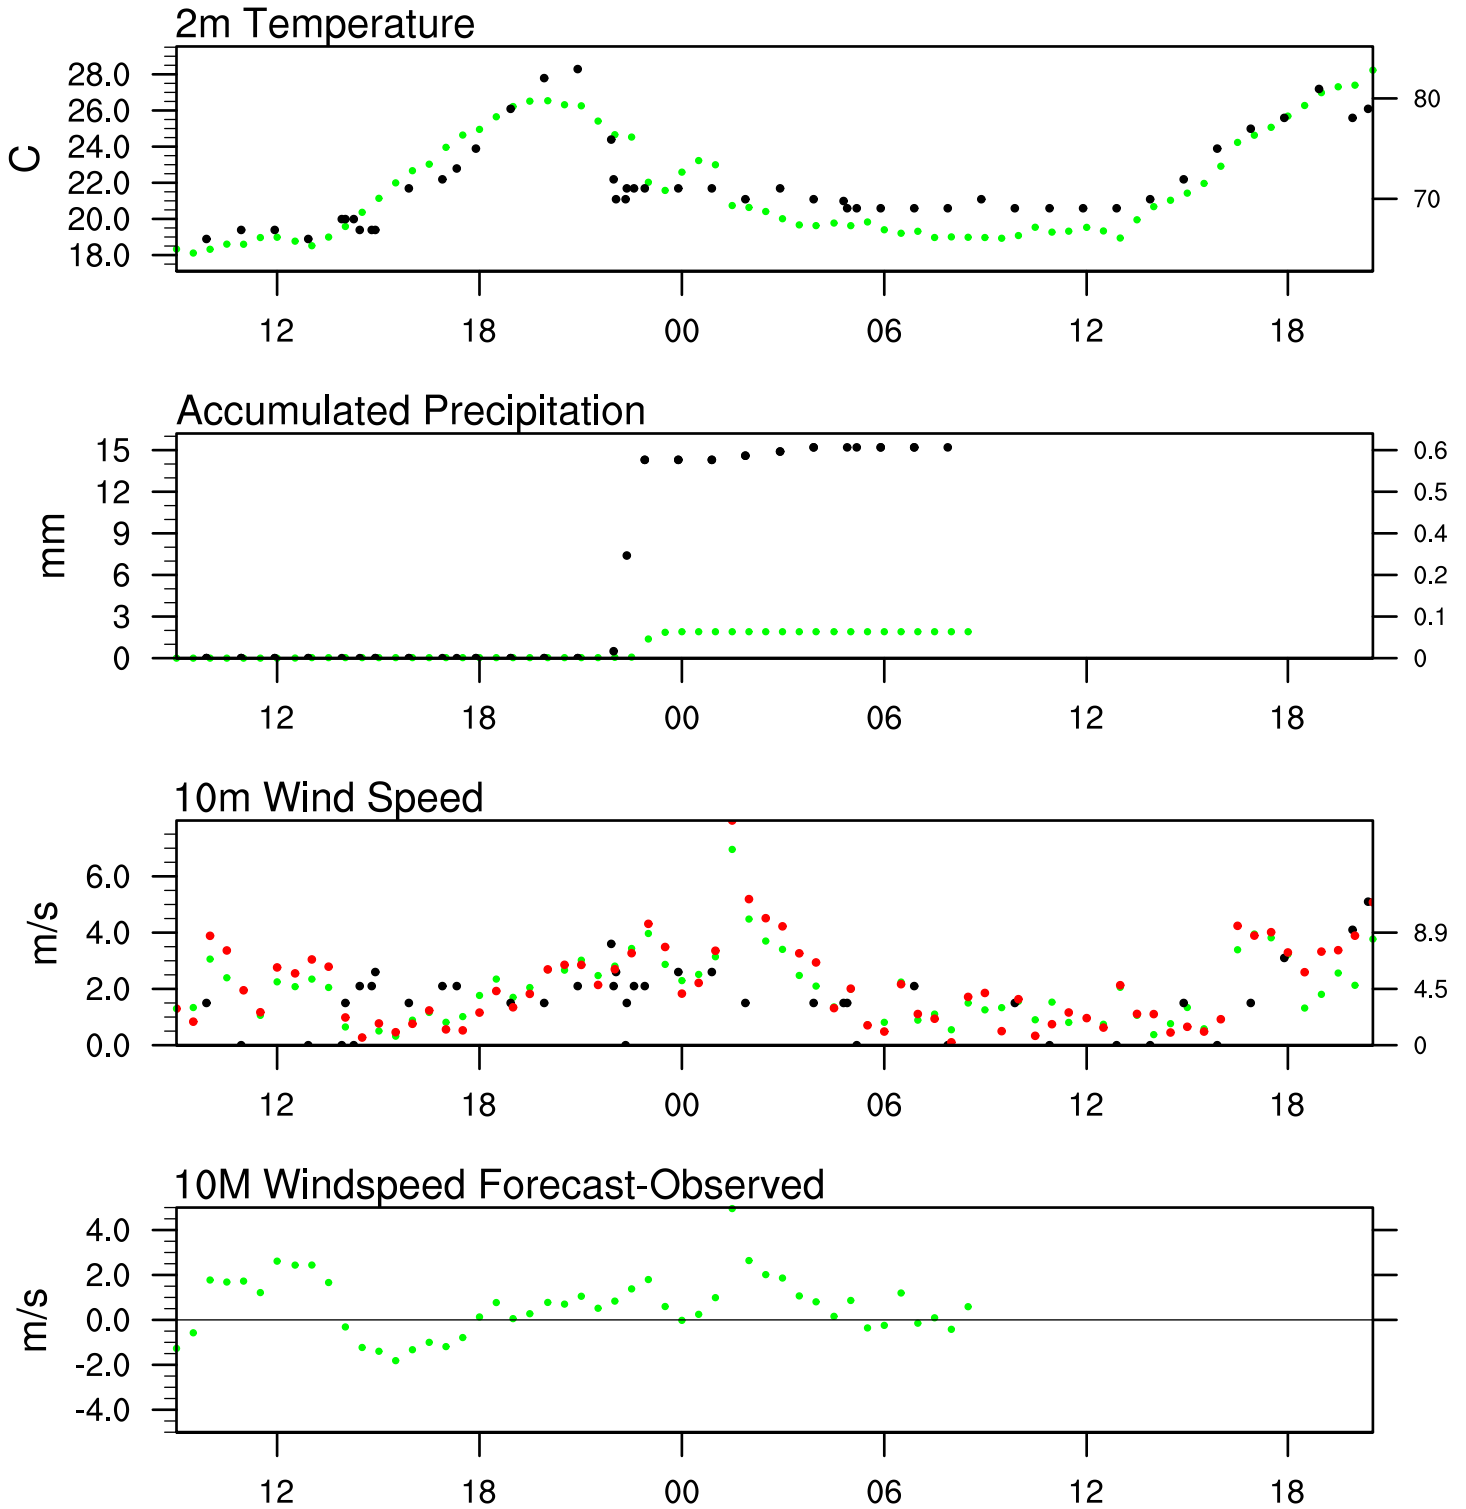 2m Temperature
C
28.0
26.0
24.0
22.0
20.0
18.0
80
70
12 18 00 06 12 18
Accumulated Precipitation
mm
15
12
9
6
3
0
0.6
0.5
0.4
0.2
0.1
0
12 18 00 06 12 18
10m Wind Speed
m/s
6.0
4.0
2.0
0.0
8.9
4.5
0
12 18 00 06 12 18
10M Windspeed Forecast-Observed
m/s
4.0
2.0
0.0
-2.0
-4.0
12 18 00 06 12 18